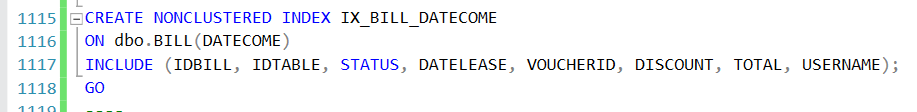 1115 CREATE NONCLUSTERED INDEX IX_BILL_DATECOME
1116 ON dbo.BILL(DATECOME)
1117 INCLUDE (IDBILL, IDTABLE, STATUS, DATELEASE, VOUCHERID, DISCOUNT, TOTAL, USERNAME);
1118 GO
1119 ----